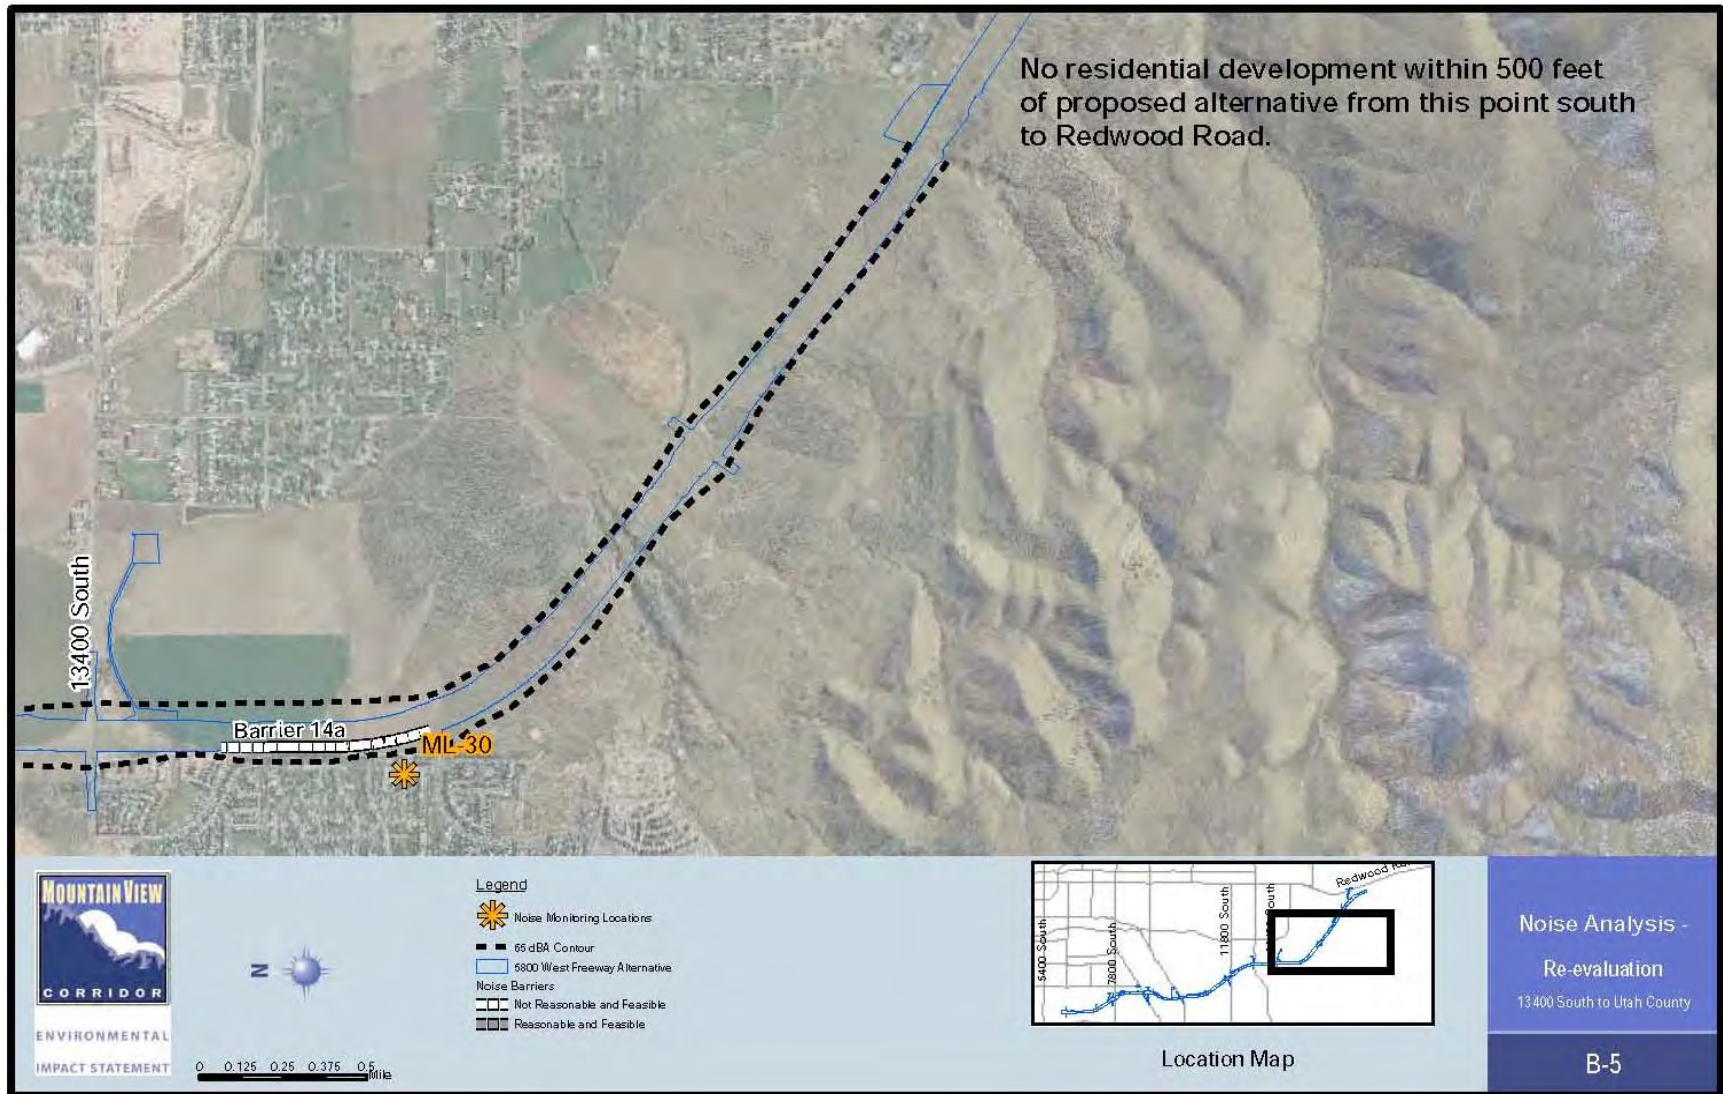 No residential development within 500 feet
of proposed alternative from this point south
to Redwood Road.
13400 South
Barrier 14a
ML-30
MOUNTAIN VIEW
CORRIDOR
ENVIRONMENTAL
IMPACT STATEMENT
N
0 0.125 0.25 0.375 0.5
Mile
Legend
Noise Monitoring Locations
65 dBA Contour
5800 West Freeway Alternative
Noise Barriers
Not Reasonable and Feasible
Reasonable and Feasible
5400 South
7800 South
11800 South
South
Redwood
Location Map
Noise Analysis -
Re-evaluation
13400 South to Utah County
B-5